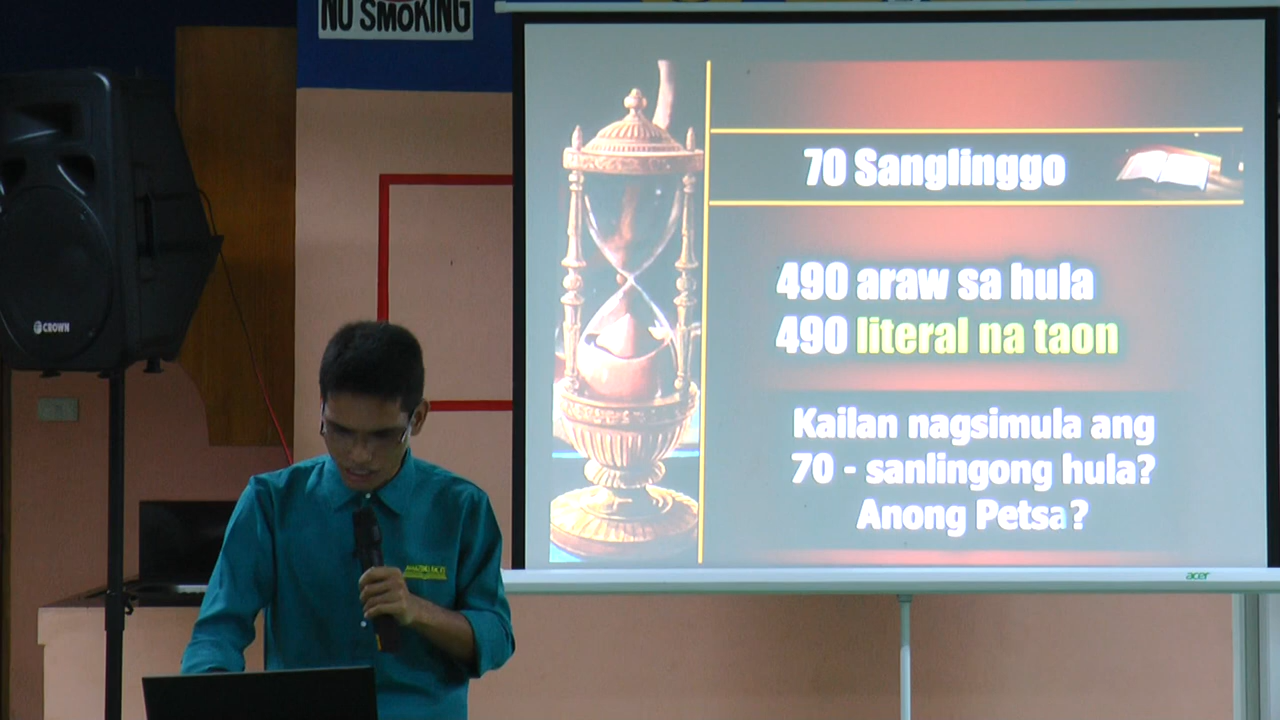 NO SMOKING
CROWN
70 Sanglinggo
490 araw sa hula
490 literal na taon
Kailan nagsimula ang
70 - sanlingong hula?
Anong Petsa?
acer